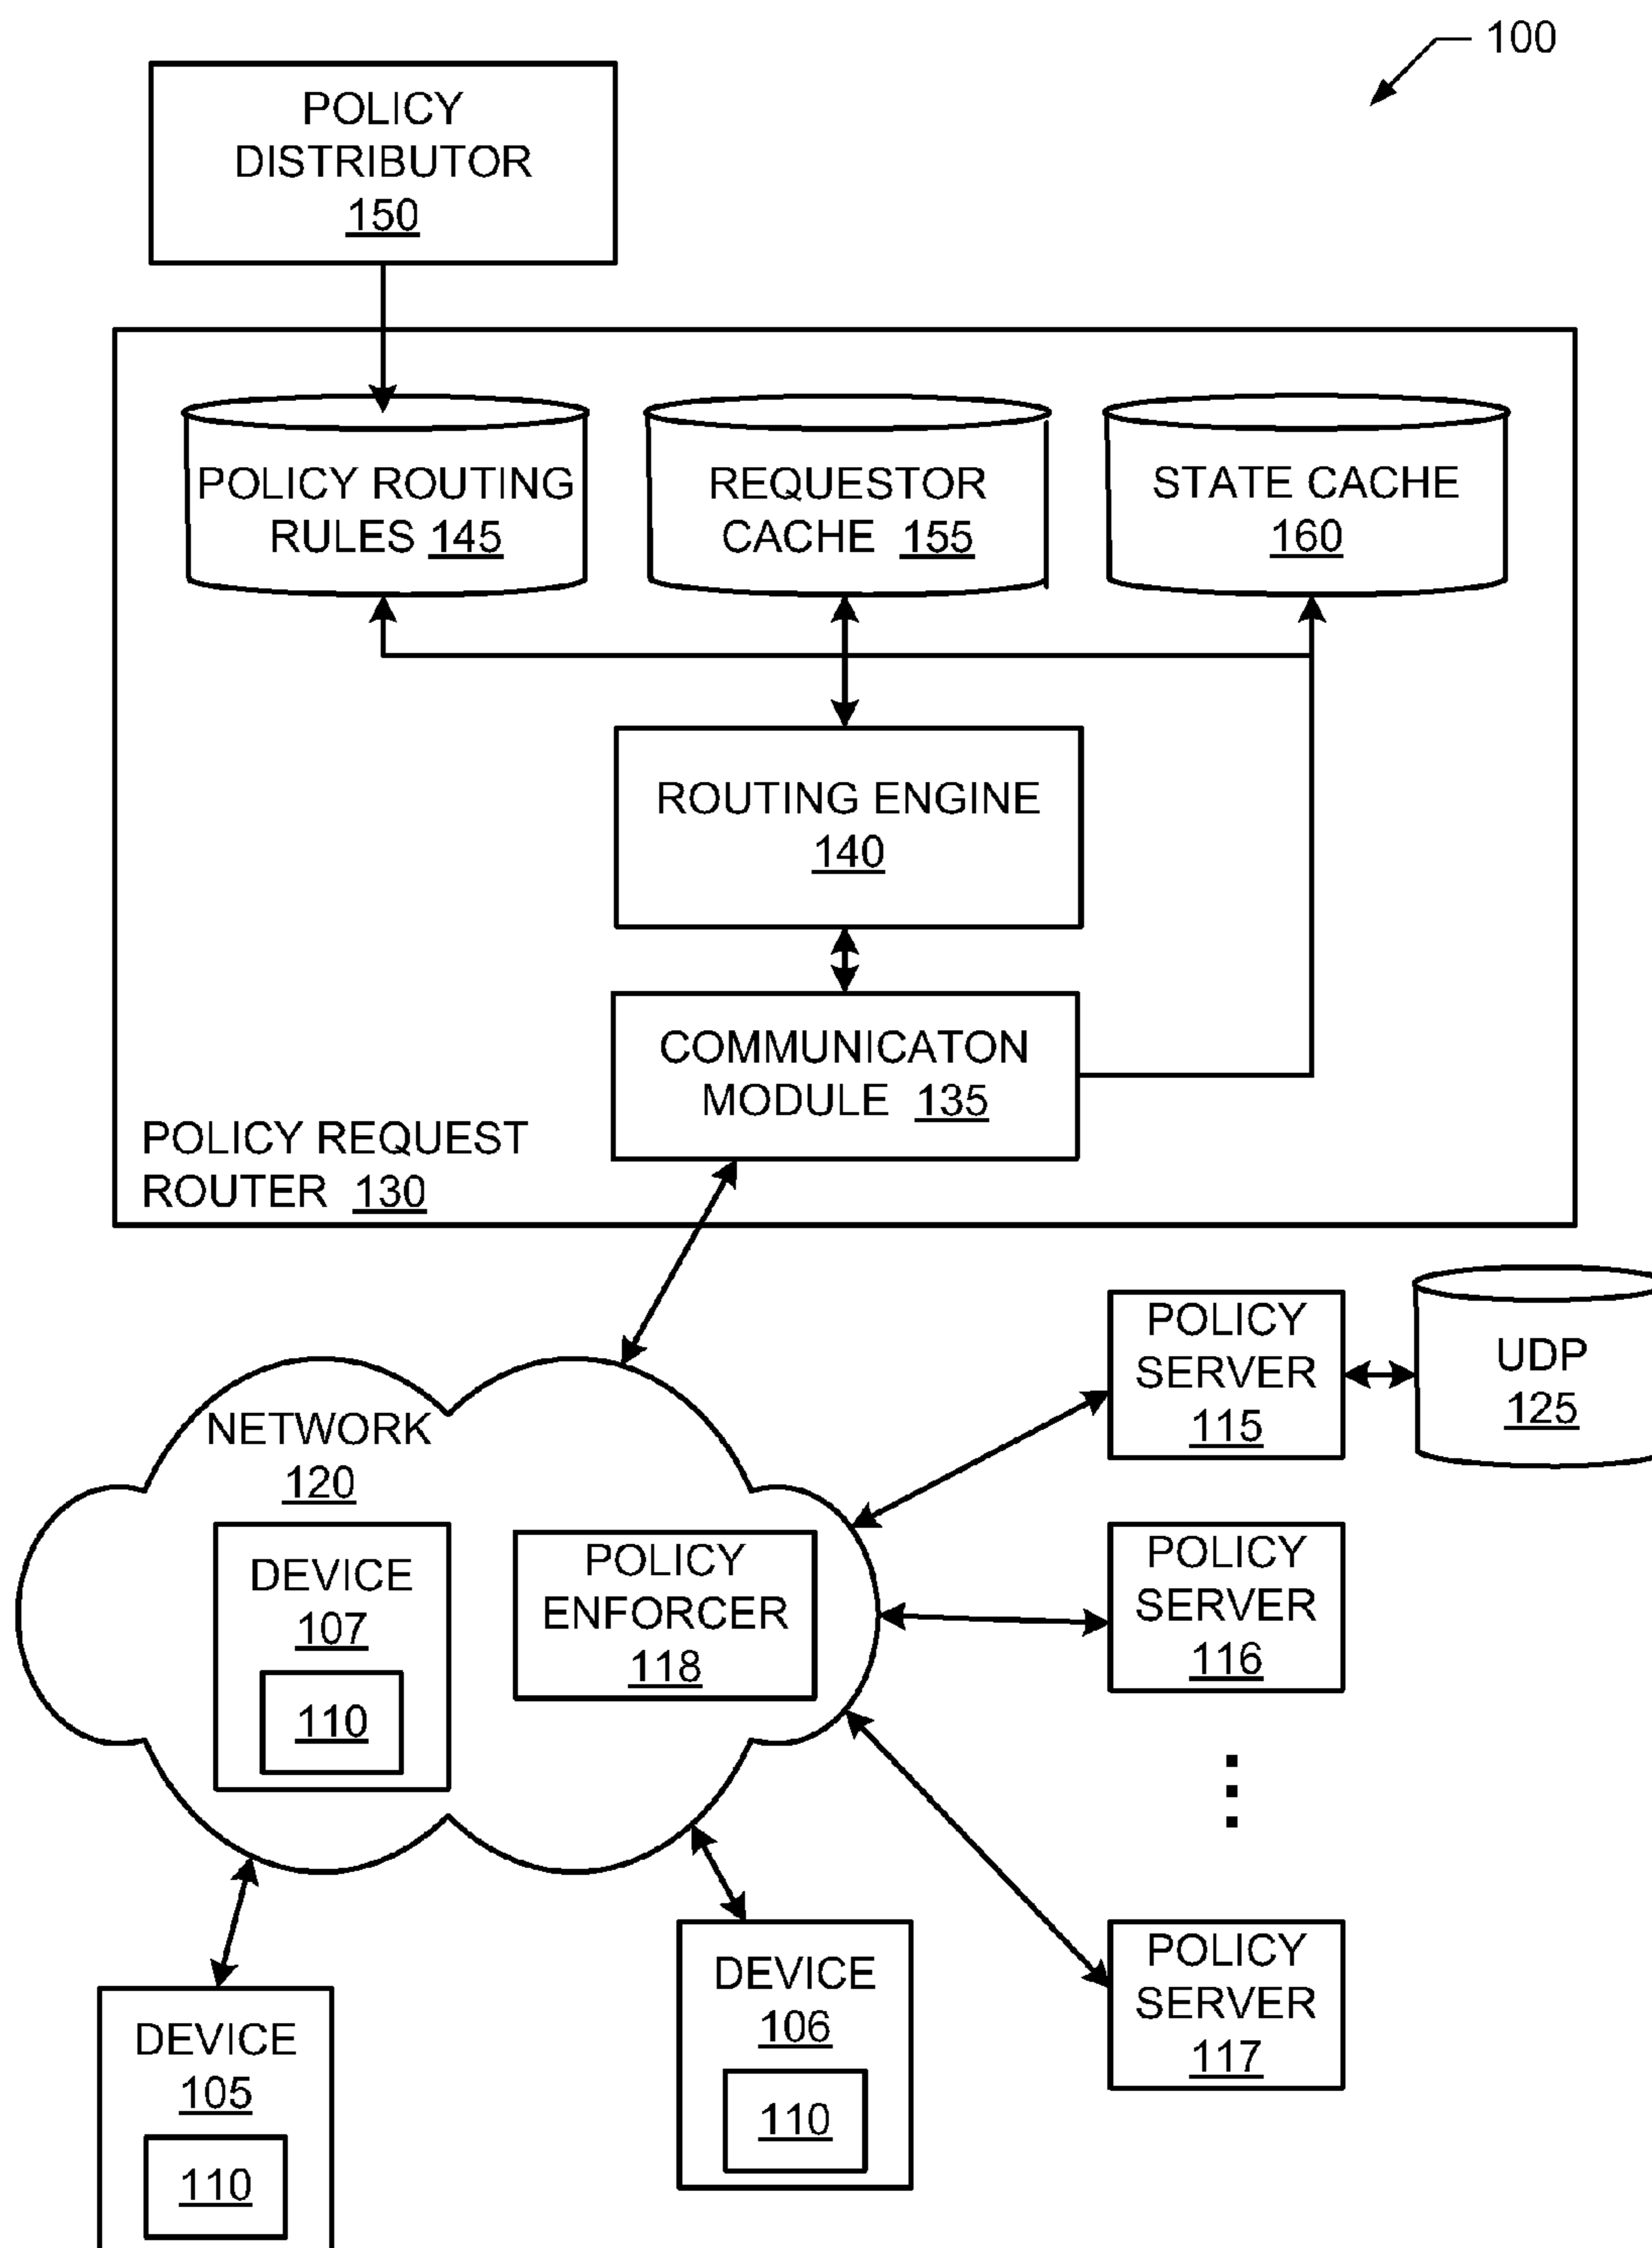 100
POLICY
DISTRIBUTOR
150
POLICY ROUTING
RULES 145
REQUESTOR
CACHE 155
STATE CACHE
160
ROUTING ENGINE
140
COMMUNICATON
MODULE 135
POLICY REQUEST
ROUTER 130
POLICY
SERVER
115
UDP
125
NETWORK
120
DEVICE
107
110
POLICY
ENFORCER
118
POLICY
SERVER
116
DEVICE
105
110
DEVICE
106
110
POLICY
SERVER
117